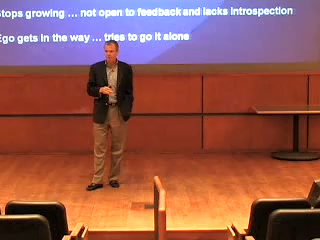 Stops growing ... not open to feedback and lacks introspection
Ego gets in the way ... tries to go it alone